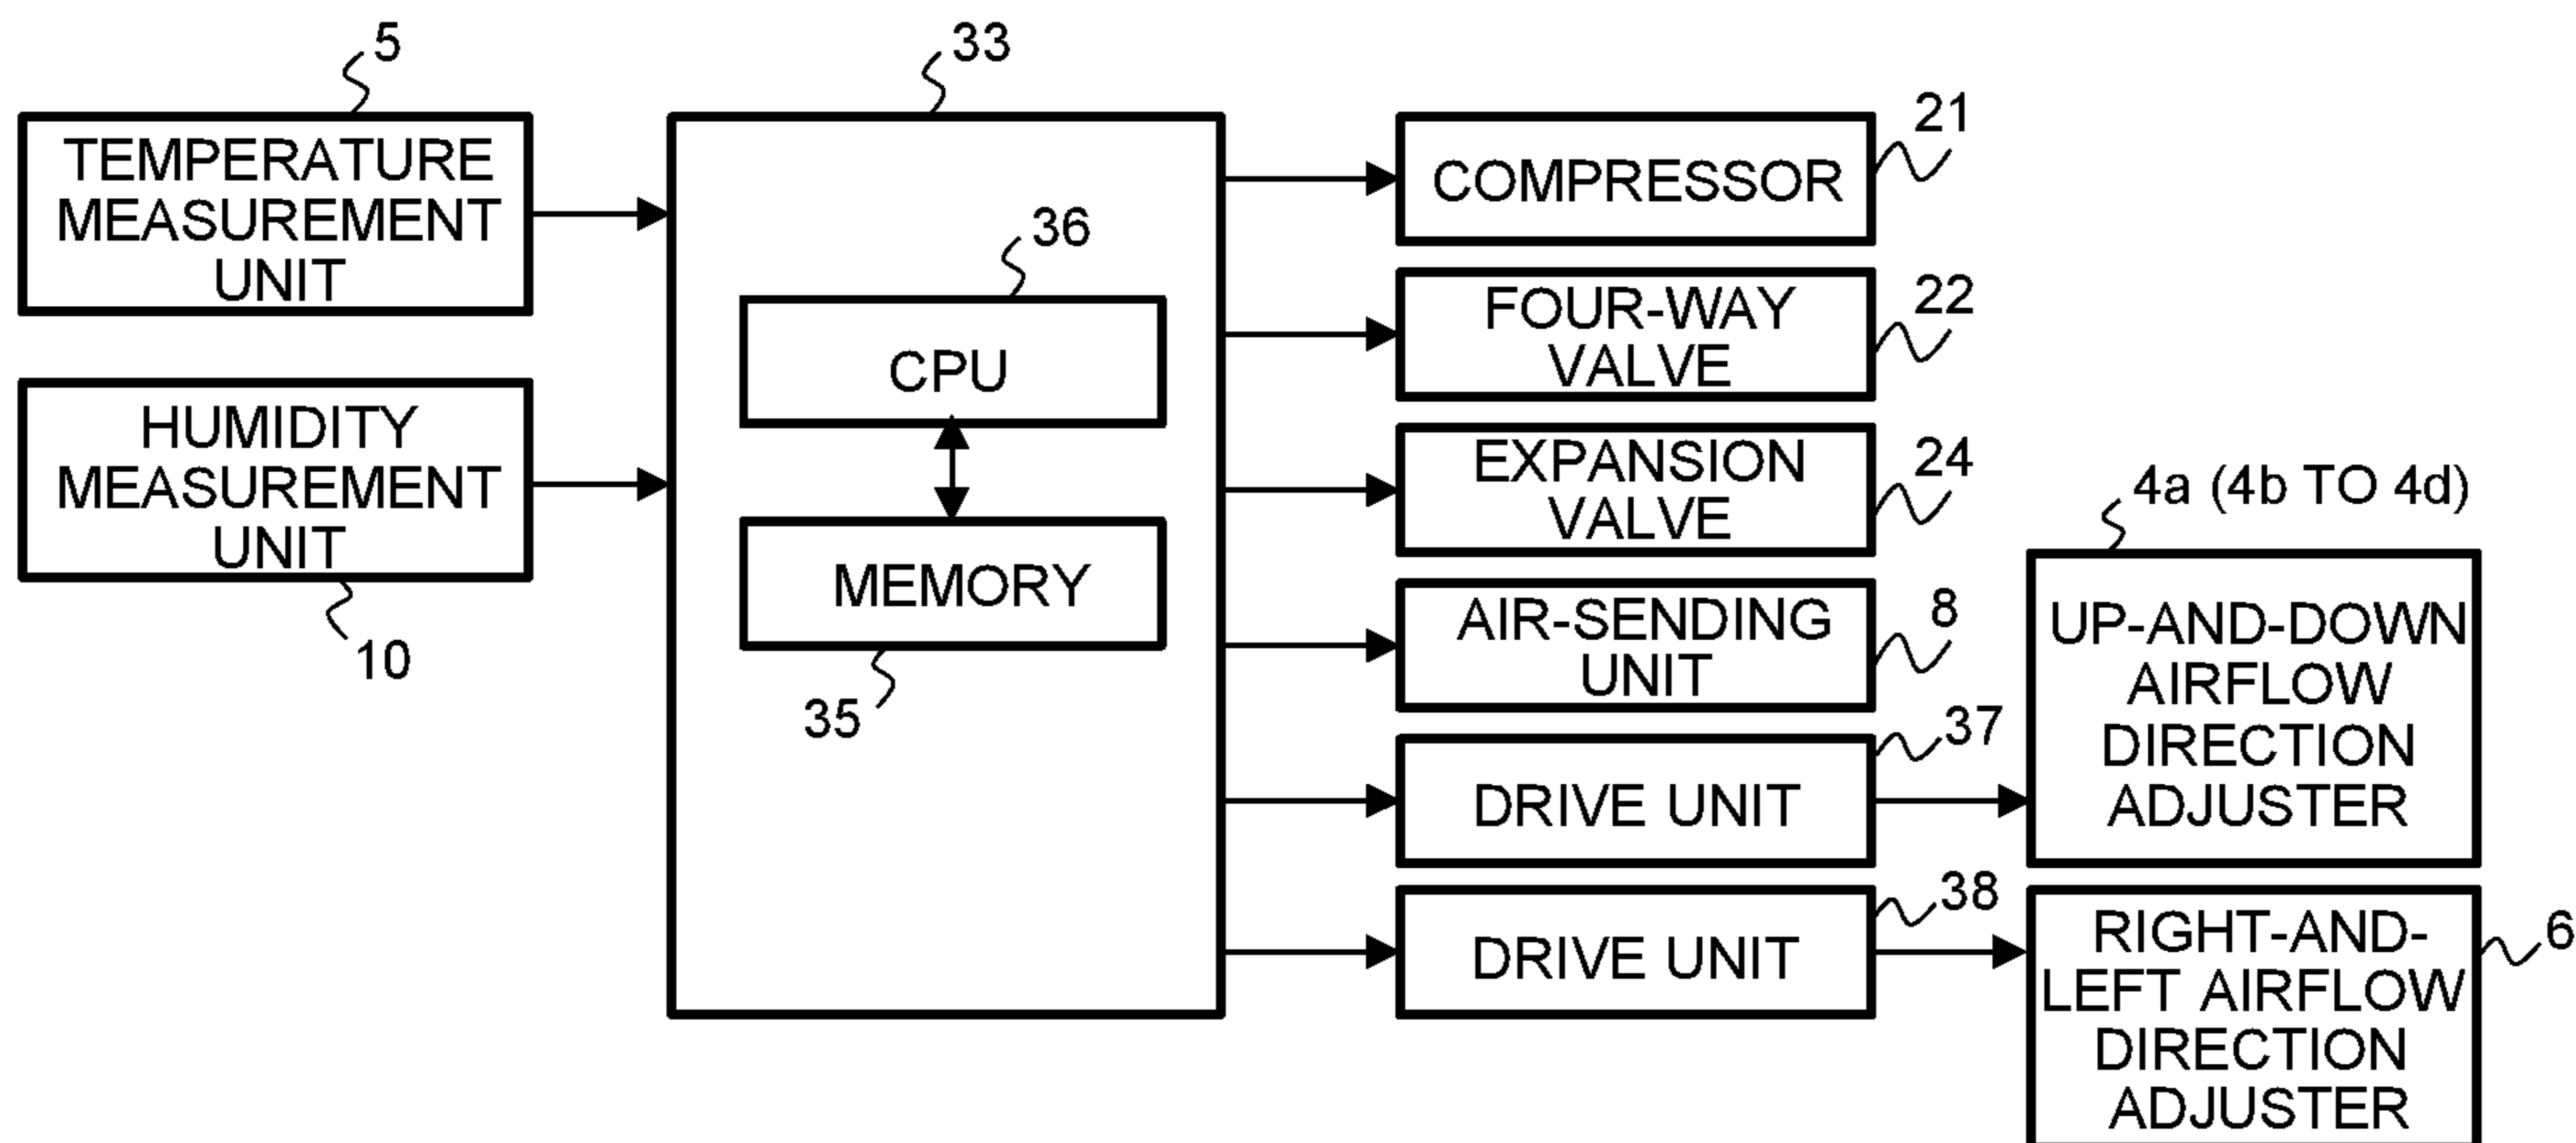 5
TEMPERATURE
MEASUREMENT
UNIT
HUMIDITY
MEASUREMENT
UNIT
10
33
36
CPU
MEMORY
35
COMPRESSOR
21
FOUR-WAY
VALVE
22
EXPANSION
VALVE
24
AIR-SENDING
UNIT
8
DRIVE UNIT
37
DRIVE UNIT
38
4a (4b TO 4d)
UP-AND-DOWN
AIRFLOW
DIRECTION
ADJUSTER
RIGHT-AND-
LEFT AIRFLOW
DIRECTION
ADJUSTER
6